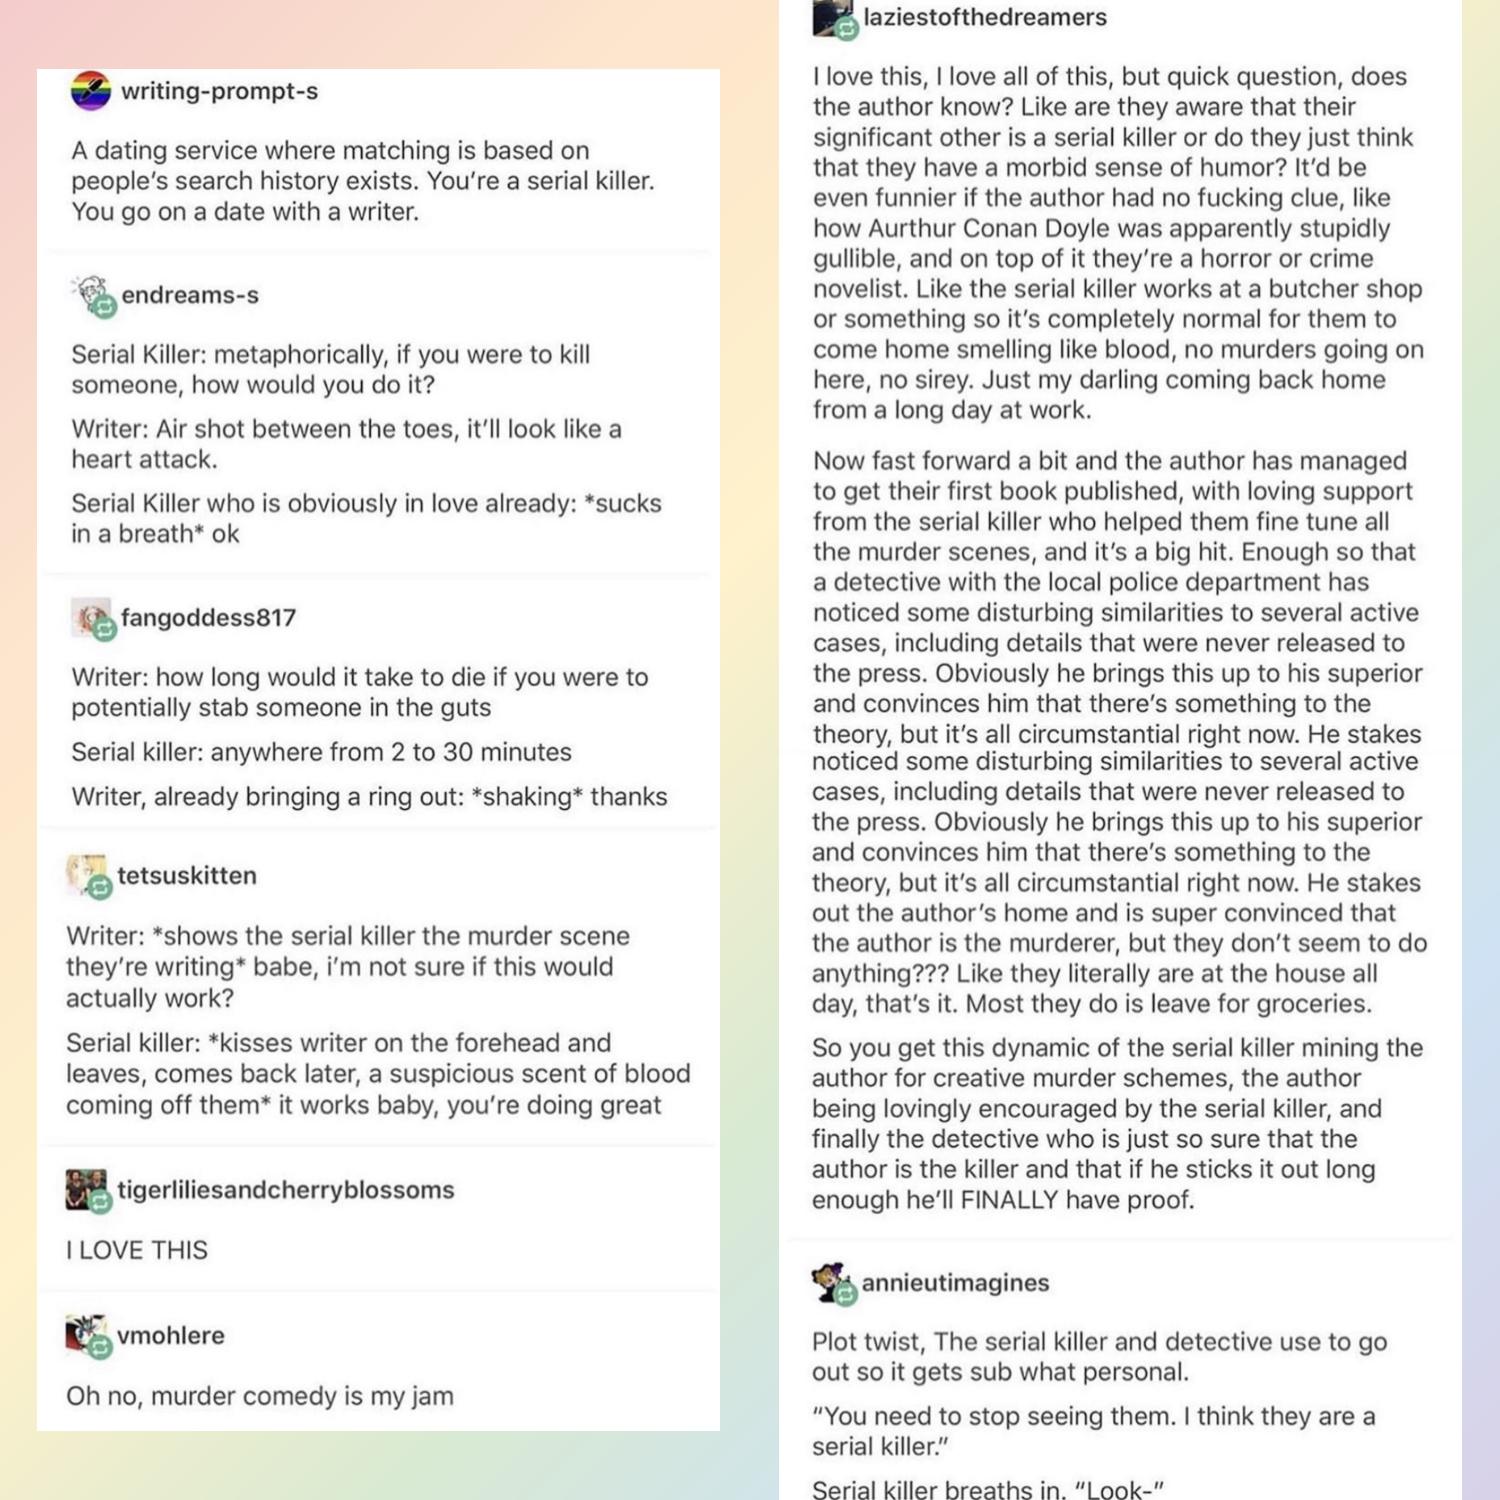 writing-prompt-s
A dating service where matching is based on
people's search history exists. You're a serial killer.
You go on a date with a writer.
endreams-s
Serial Killer: metaphorically, if you were to kill
someone, how would you do it?
Writer: Air shot between the toes, it'll look like a
heart attack.
Serial Killer who is obviously in love already: *sucks
in a breath* ok
fangoddess817
Writer: how long would it take to die if you were to
potentially stab someone in the guts
Serial killer: anywhere from 2 to 30 minutes
Writer, already bringing a ring out: *shaking* thanks
tetsuskitten
Writer: *shows the serial killer the murder scene
they're writing* babe, i'm not sure if this would
actually work?
Serial killer: *kisses writer on the forehead and
leaves, comes back later, a suspicious scent of blood
coming off them* it works baby, you're doing great
tigerliliesandcherryblossoms
I LOVE THIS
vmohlere
Oh no, murder comedy is my jam
laziestofthedreamers
I love this, I love all of this, but quick question, does
the author know? Like are they aware that their
significant other is a serial killer or do they just think
that they have a morbid sense of humor? It'd be
even funnier if the author had no fucking clue, like
how Aurthur Conan Doyle was apparently stupidly
gullible, and on top of it they're a horror or crime
novelist. Like the serial killer works at a butcher shop
or something so it's completely normal for them to
come home smelling like blood, no murders going on
here, no sirey. Just my darling coming back home
from a long day at work.
Now fast forward a bit and the author has managed
to get their first book published, with loving support
from the serial killer who helped them fine tune all
the murder scenes, and it's a big hit. Enough so that
a detective with the local police department has
noticed some disturbing similarities to several active
cases, including details that were never released to
the press. Obviously he brings this up to his superior
and convinces him that there's something to the
theory, but it's all circumstantial right now. He stakes
noticed some disturbing similarities to several active
cases, including details that were never released to
the press. Obviously he brings this up to his superior
and convinces him that there's something to the
theory, but it's all circumstantial right now. He stakes
out the author's home and is super convinced that
the author is the murderer, but they don't seem to do
anything??? Like they literally are at the house all
day, that's it. Most they do is leave for groceries.
So you get this dynamic of the serial killer mining the
author for creative murder schemes, the author
being lovingly encouraged by the serial killer, and
finally the detective who is just so sure that the
author is the killer and that if he sticks it out long
enough he'll FINALLY have proof.
annieutimagines
Plot twist, The serial killer and detective use to go
out so it gets sub what personal.
"You need to stop seeing them. I think they are a
serial killer."
Serial killer breaths in. "Look-"